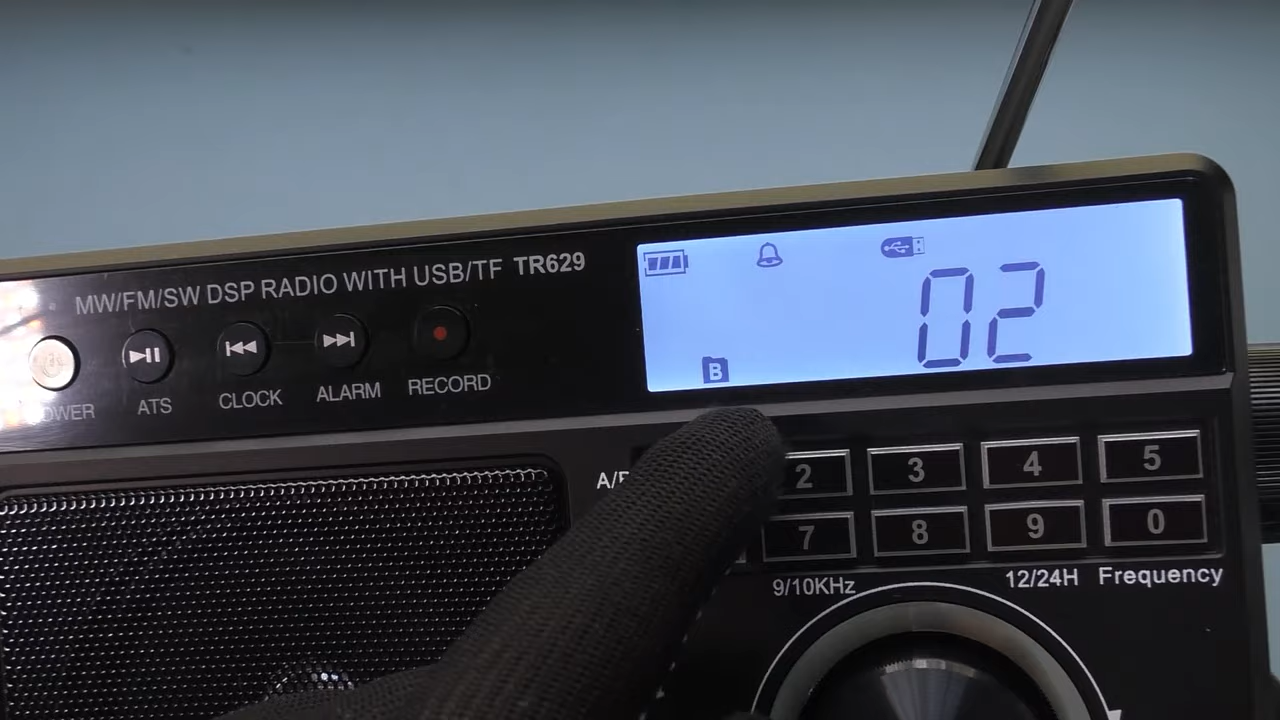 MW/FM/SW DSP RADIO WITH USB/TF TR629
OWER
ATS
CLOCK
ALARM
RECORD
02
B
A/
2
3
4
5
7
8
9
0
9/10KHz
12/24H
Frequency